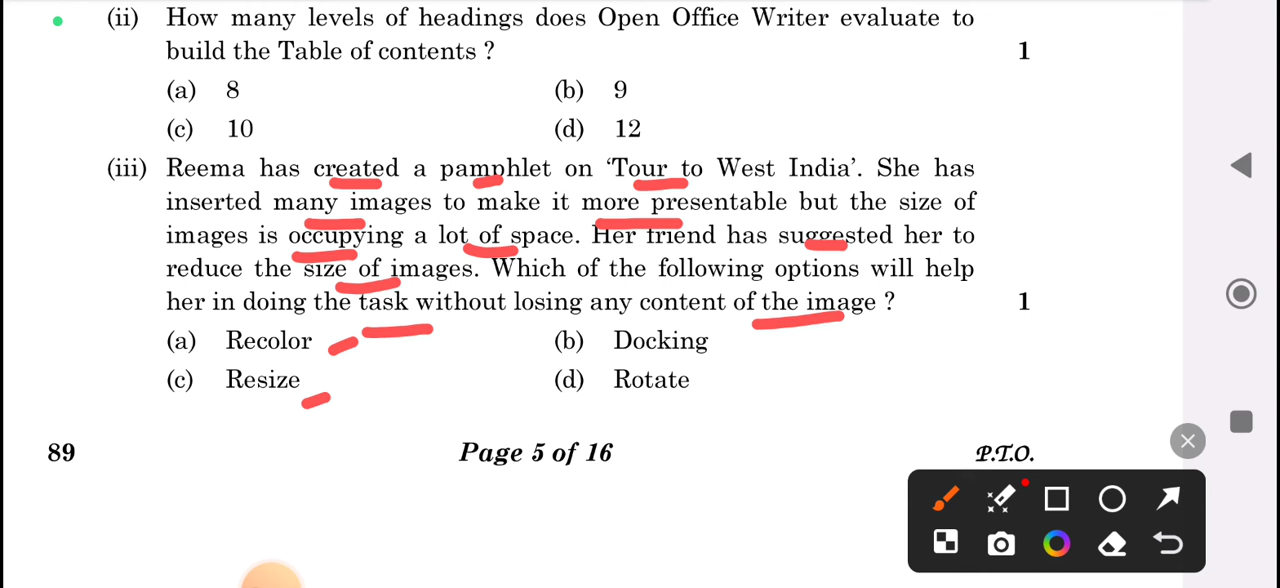 (ii) How many levels of headings does Open Office Writer evaluate to
build the Table of contents ? 1
(a) 8 (b) 9
(c) 10 (d) 12
(iii) Reema has created a pamphlet on ‘Tour to West India’. She has
inserted many images to make it more presentable but the size of
images is occupying a lot of space. Her friend has suggested her to
reduce the size of images. Which of the following options will help
her in doing the task without losing any content of the image ? 1
(a) Recolor (b) Docking
(c) Resize (d) Rotate
89 Page 5 of 16 P.T.O.